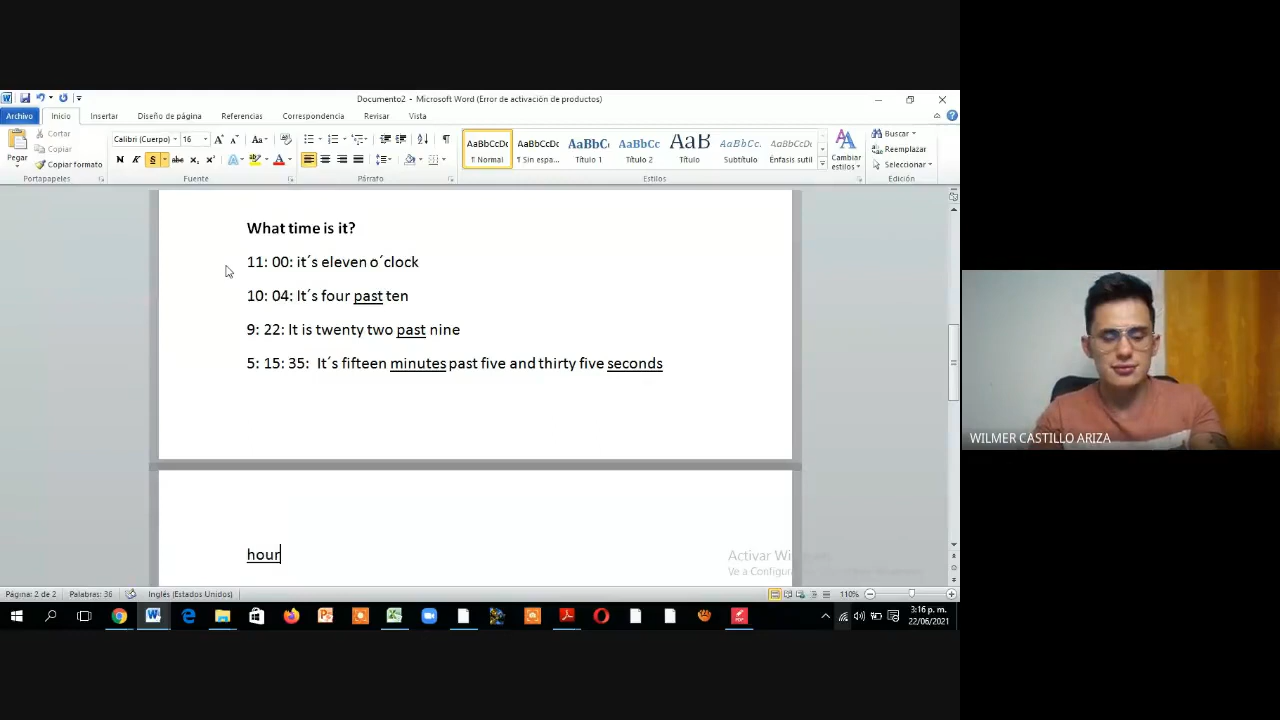 Documento2 - Microsoft Word (Error de activación de productos)
Archivo Inicio Insertar Diseño de página Referencias Correspondencia Revisar Vista
Pegar
Cortar
Copiar
Copiar formato
Portapapeles
Calibri (Cuerpo) 16
Fuente
Párrafo
AaBbCcDc AaBbCcDc AaBbC AaBbCc AaB AaBbCc. AaBbCcDc
¶ Normal ¶ Sin espa... Título 1 Título 2 Título Subtítulo Énfasis sutil
Estilos
Cambiar estilos
Buscar
Reemplazar
Seleccionar
Edición
What time is it?
11: 00: it´s eleven o´clock
10: 04: It´s four past ten
9: 22: It is twenty two past nine
5: 15: 35: It´s fifteen minutes past five and thirty five seconds
hour
Activar Wi
Ve a Configura
Página: 2 de 2 Palabras: 36 Inglés (Estados Unidos) 110%
3:16 p. m.
22/06/2021
WILMER CASTILLO ARIZA